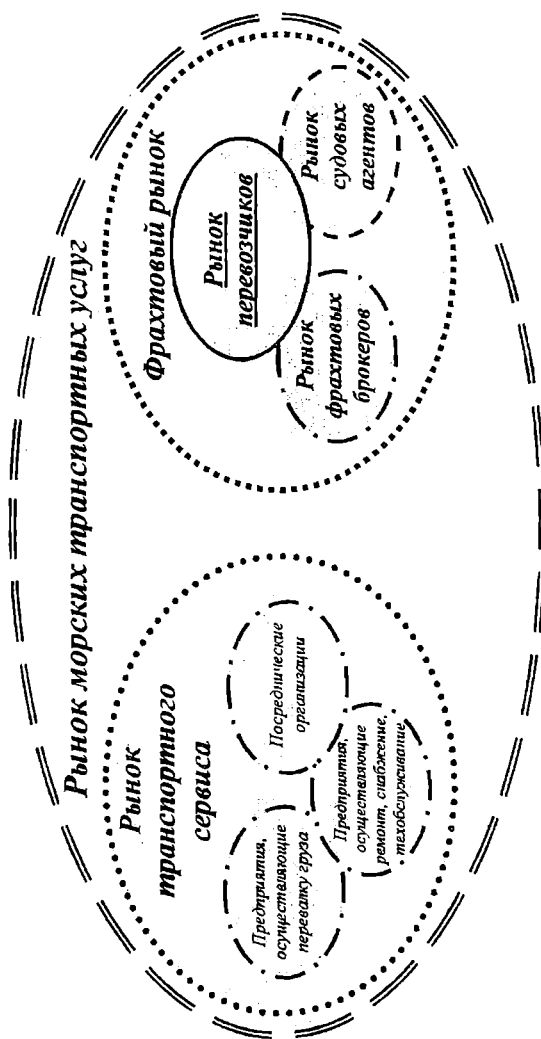 Рынок морских транспортных услуг
Рынок
транспортного
сервиса
Предприятия,
осуществляющие
перевалку груза
Посреднические
организации
Предприятия,
осуществляющие
ремонт, снабжение,
техобслуживание
Фрахтовый рынок
Рынок
перевозчиков
Рынок
фрахтовых
брокеров
Рынок
судовых
агентов